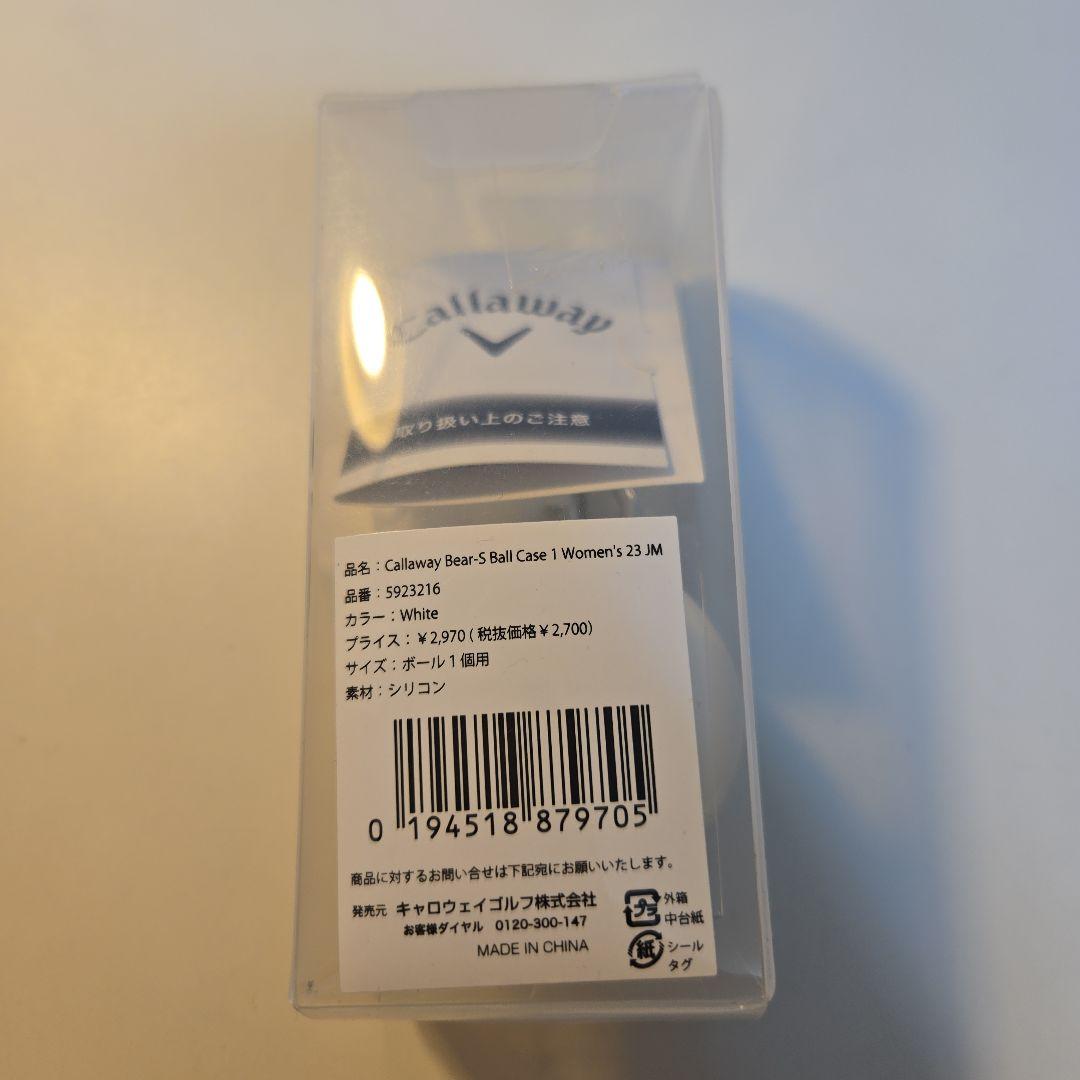 Callaway
取り扱い上のご注意
品名：Callaway Bear-S Ball Case 1 Women's 23 JM
品番：5923216
カラー：White
プライス：￥2,970 ( 税抜価格￥2,700)
サイズ：ボール1個用
素材：シリコン
0 194518 879705
商品に対するお問い合せは下記宛にお願いいたします。
発売元 キャロウェイゴルフ株式会社
お客様ダイヤル 0120-300-147
MADE IN CHINA
プラ 外箱
中台紙
紙 シール
タグ